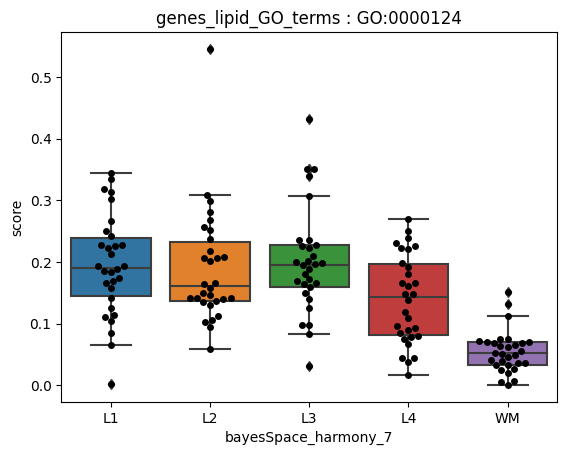 genes_lipid_GO_terms : GO:0000124
score
0.5
0.4
0.3
0.2
0.1
0.0
L1 L2 L3 L4 WM
bayesSpace_harmony_7